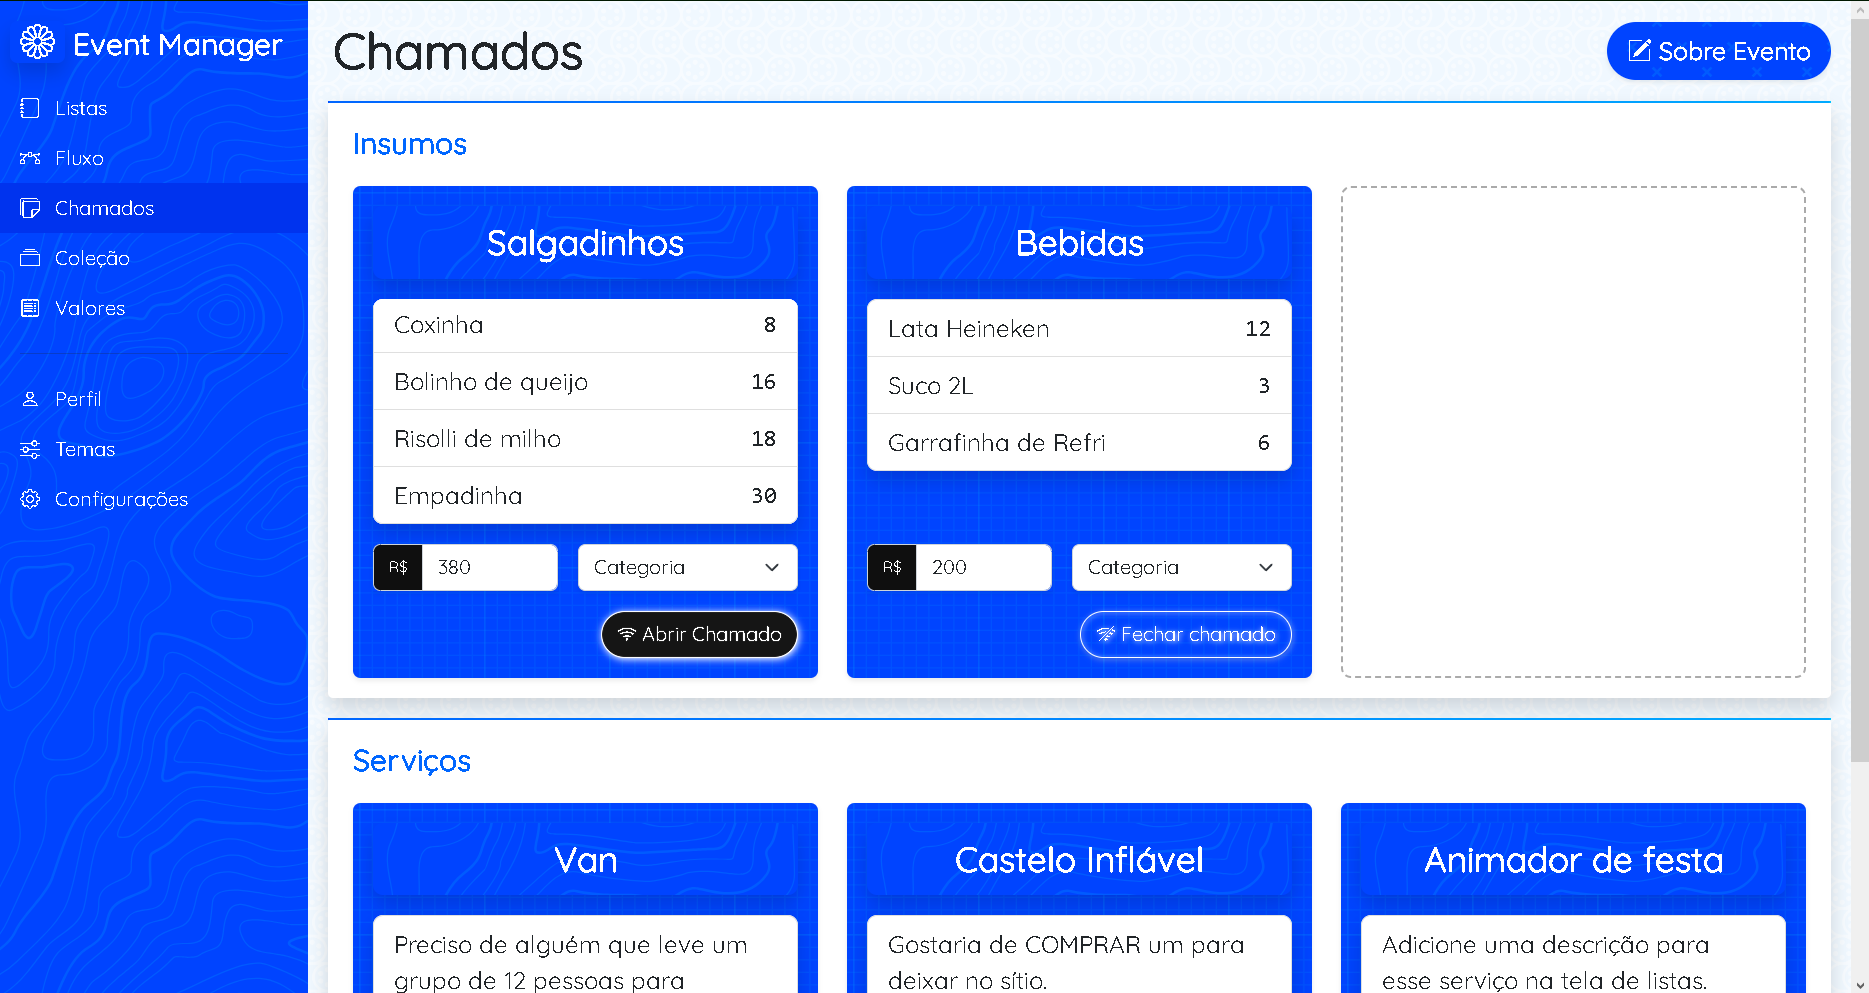 Event Manager
Listas
Fluxo
Chamados
Coleção
Valores
Perfil
Temas
Configurações
Chamados
Sobre Evento
Insumos
Salgadinhos
Coxinha 8
Bolinho de queijo 16
Risolli de milho 18
Empadinha 30
R$ 380 Categoria
Abrir Chamado
Bebidas
Lata Heineken 12
Suco 2L 3
Garrafinha de Refri 6
R$ 200 Categoria
Fechar chamado
Serviços
Van
Preciso de alguém que leve um
grupo de 12 pessoas para
Castelo Inflável
Gostaria de COMPRAR um para
deixar no sítio.
Animador de festa
Adicione uma descrição para
esse serviço na tela de listas.